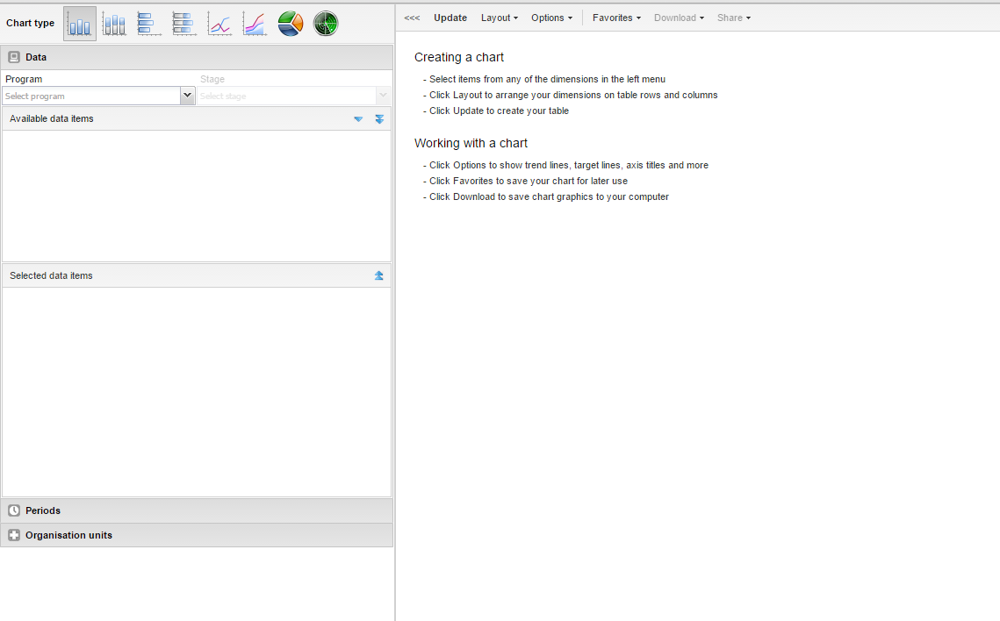 Chart type
<<< Update Layout Options Favorites Download Share
Data
Program Stage
Select program Select stage
Available data items
Selected data items
Periods
Organisation units
Creating a chart
- Select items from any of the dimensions in the left menu
- Click Layout to arrange your dimensions on table rows and columns
- Click Update to create your table
Working with a chart
- Click Options to show trend lines, target lines, axis titles and more
- Click Favorites to save your chart for later use
- Click Download to save chart graphics to your computer